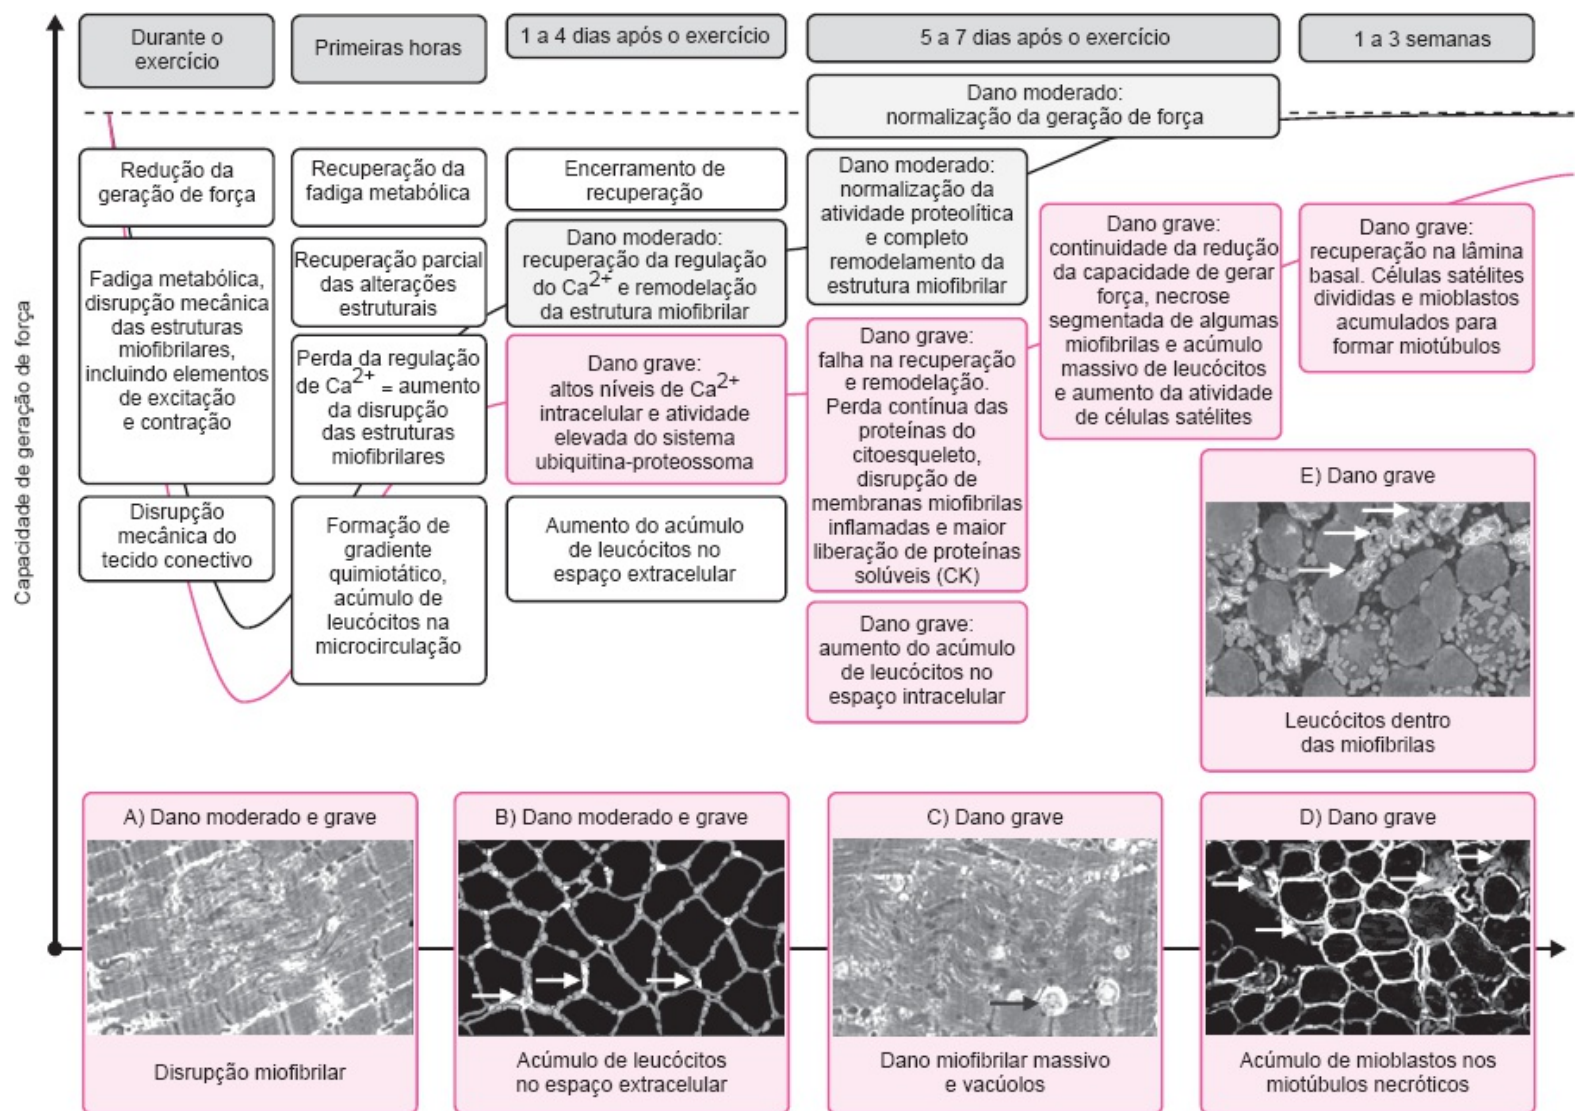 Capacidade de geração de força
Durante o
exercício
Redução da
geração de força
Fadiga metabólica,
disrupção mecânica
das estruturas
miofibrilares,
incluindo elementos
de excitação
e contração
Disrupção
mecânica do
tecido conectivo
Primeiras horas
Recuperação da
fadiga metabólica
Recuperação parcial
das alterações
estruturais
Perda da regulação
de Ca2+ = aumento
da disrupção
das estruturas
miofibrilares
Formação de
gradiente
quimiotático,
acúmulo de
leucócitos na
microcirculação
1 a 4 dias após o exercício
Encerramento de
recuperação
Dano moderado:
recuperação da regulação
do Ca2+ e remodelação
da estrutura miofibrilar
Dano grave:
altos níveis de Ca2+
intracelular e atividade
elevada do sistema
ubiquitina-proteossoma
Aumento do acúmulo
de leucócitos no
espaço extracelular
5 a 7 dias após o exercício
Dano moderado:
normalização da geração de força
Dano moderado:
normalização da
atividade proteolítica
e completo
remodelamento da
estrutura miofibrilar
Dano grave:
falha na recuperação
e remodelação.
Perda contínua das
proteínas do
citoesqueleto,
disrupção de
membranas miofibrilas
inflamadas e maior
liberação de proteínas
solúveis (CK)
Dano grave:
aumento do acúmulo
de leucócitos no
espaço intracelular
Dano grave:
continuidade da redução
da capacidade de gerar
força, necrose
segmentada de algumas
miofibrilas e acúmulo
massivo de leucócitos
e aumento da atividade
de células satélites
1 a 3 semanas
Dano grave:
recuperação na lâmina
basal. Células satélites
divididas e mioblastos
acumulados para
formar miotúbulos
E) Dano grave
Leucócitos dentro
das miofibrilas
A) Dano moderado e grave
Disrupção miofibrilar
B) Dano moderado e grave
Acúmulo de leucócitos
no espaço extracelular
C) Dano grave
Dano miofibrilar massivo
e vacúolos
D) Dano grave
Acúmulo de mioblastos nos
miotúbulos necróticos